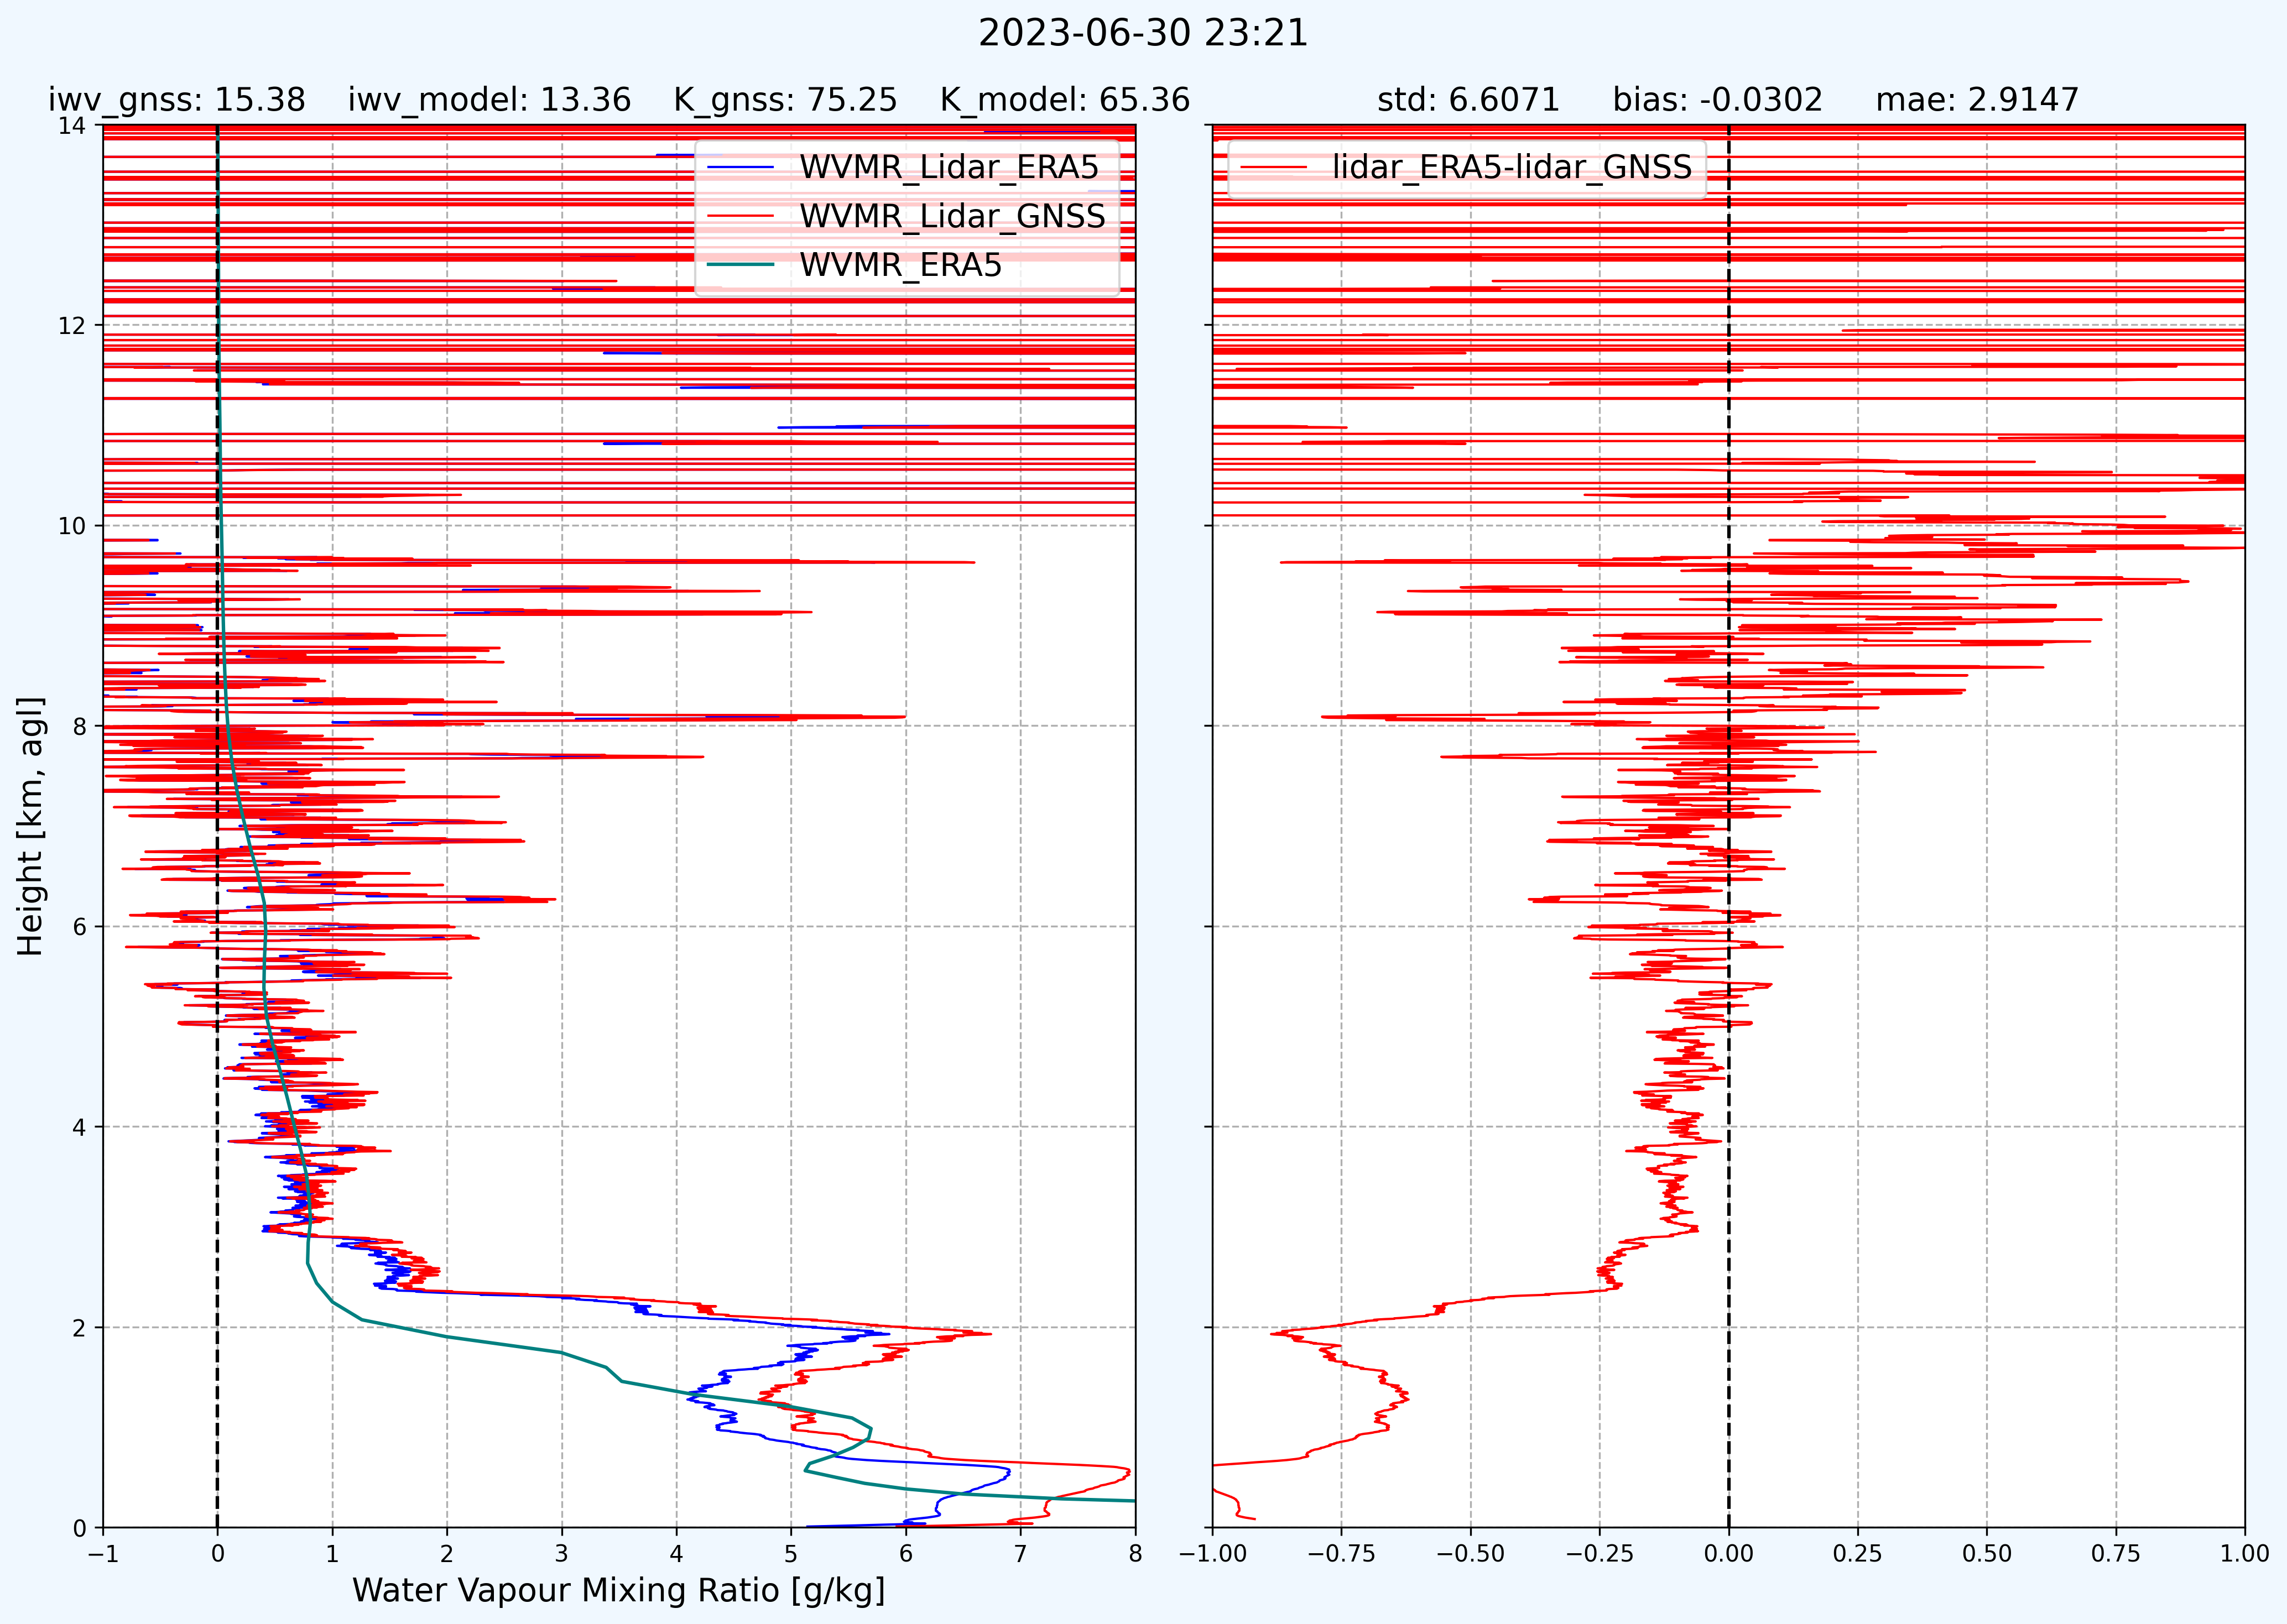 2023-06-30 23:21
iwv_gnss: 15.38 iwv_model: 13.36 K_gnss: 75.25 K_model: 65.36
std: 6.6071 bias: -0.0302 mae: 2.9147
WVMR_Lidar_ERA5
WVMR_Lidar_GNSS
WVMR_ERA5
lidar_ERA5-lidar_GNSS
Height [km, agl]
14
12
10
8
6
4
2
0
−1 0 1 2 3 4 5 6 7 8
Water Vapour Mixing Ratio [g/kg]
−1.00 −0.75 −0.50 −0.25 0.00 0.25 0.50 0.75 1.00